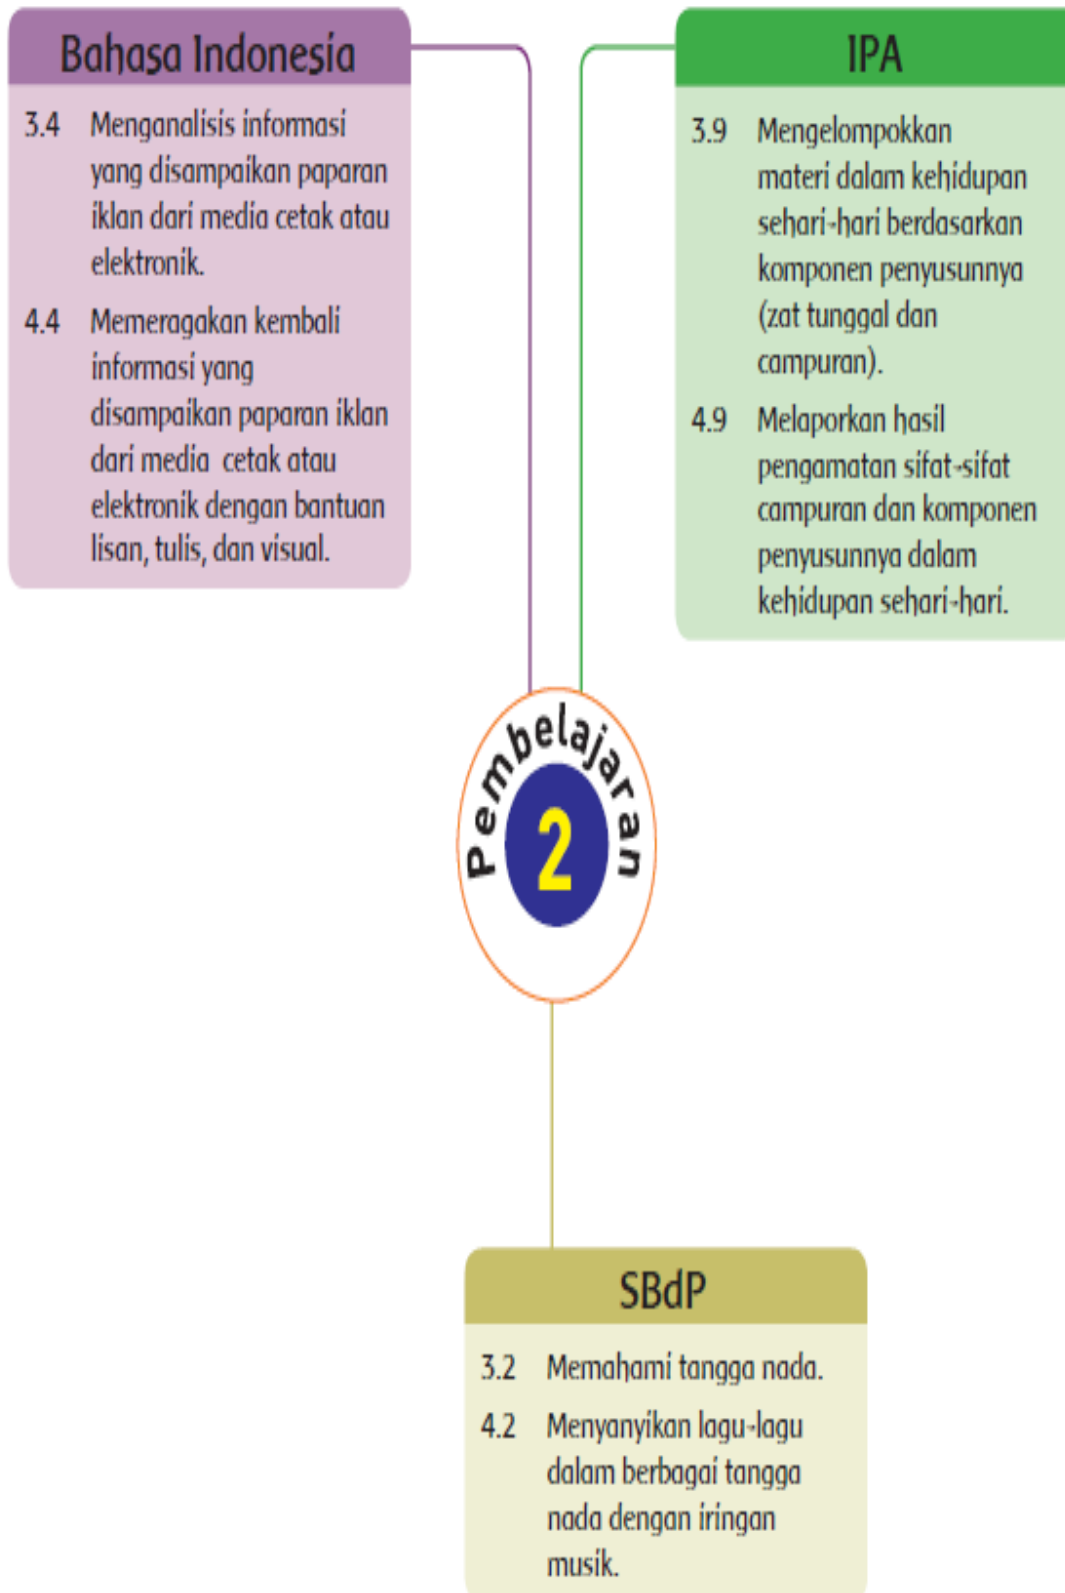 Bahasa Indonesia
3.4 Menganalisis informasi
yang disampaikan paparan
iklan dari media cetak atau
elektronik.
4.4 Memeragakan kembali
informasi yang
disampaikan paparan iklan
dari media cetak atau
elektronik dengan bantuan
lisan, tulis, dan visual.
IPA
3.9 Mengelompokkan
materi dalam kehidupan
sehari-hari berdasarkan
komponen penyusunnya
(zat tunggal dan
campuran).
4.9 Melaporkan hasil
pengamatan sifat-sifat
campuran dan komponen
penyusunnya dalam
kehidupan sehari-hari.
Pembelajaran
2
SBdP
3.2 Memahami tangga nada.
4.2 Menyanyikan lagu-lagu
dalam berbagai tangga
nada dengan iringan
musik.